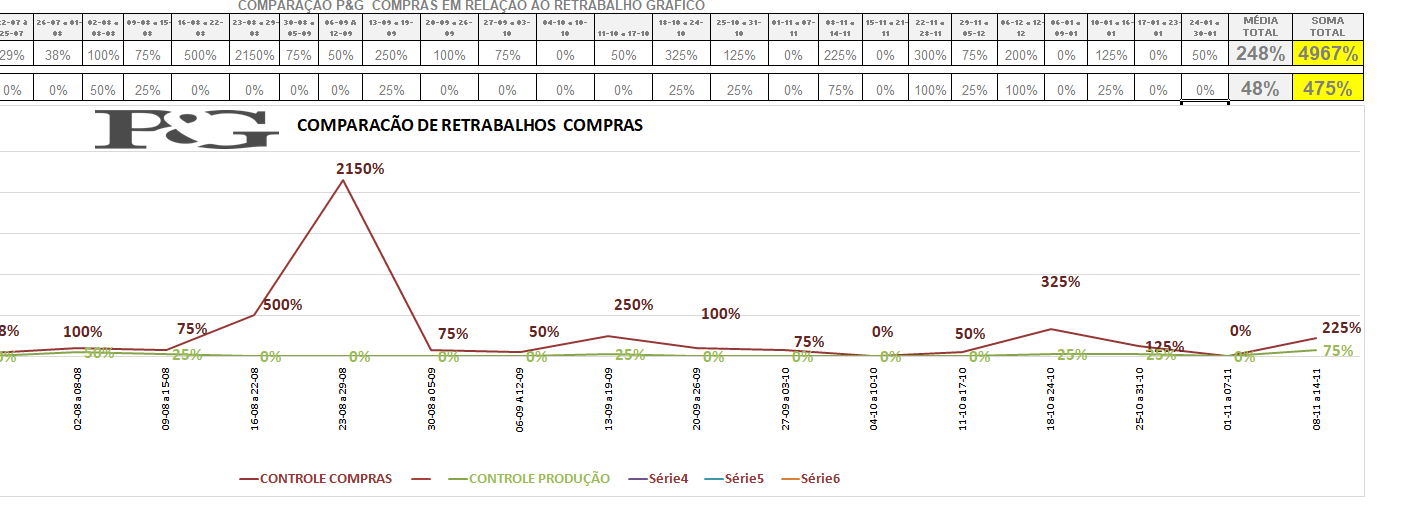 COMPARAÇÃO P&G COMPRAS EM RELAÇÃO AO RETRABALHO GRÁFICO
22-07 à 25-07 26-07 a 01-08 02-08 a 08-08 09-08 a 15-08 16-08 a 22-08 23-08 a 29-08 30-08 a 05-09 06-09 A 12-09 13-09 a 19-09 20-09 a 26-09 27-09 a 03-10 04-10 a 10-10 11-10 a 17-10 18-10 a 24-10 25-10 a 31-10 01-11 a 07-11 08-11 a 14-11 15-11 a 21-11 22-11 a 28-11 29-11 a 05-12 06-12 a 12-12 06-01 a 09-01 10-01 a 16-01 17-01 a 23-01 24-01 a 30-01 MÉDIA TOTAL SOMA TOTAL
29% 38% 100% 75% 500% 2150% 75% 50% 250% 100% 75% 0% 50% 325% 125% 0% 225% 0% 300% 75% 200% 0% 125% 0% 50% 248% 4967%
0% 0% 50% 25% 0% 0% 0% 0% 25% 0% 0% 0% 0% 25% 25% 0% 75% 0% 100% 25% 100% 0% 25% 0% 0% 48% 475%
P&G COMPARACÃO DE RETRABALHOS COMPRAS
2150%
325%
500% 250% 100%
8% 100% 75% 75% 50% 75% 0% 50% 125% 0% 225%
0% 50% 25% 0% 0% 0% 0% 25% 0% 0% 0% 0% 25% 25% 0% 75%
02-08 a 08-08
09-08 a 15-08
16-08 a 22-08
23-08 a 29-08
30-08 a 05-09
06-09 A 12-09
13-09 a 19-09
20-09 a 26-09
27-09 a 03-10
04-10 a 10-10
11-10 a 17-10
18-10 a 24-10
25-10 a 31-10
01-11 a 07-11
08-11 a 14-11
CONTROLE COMPRAS CONTROLE PRODUÇÃO Série4 Série5 Série6